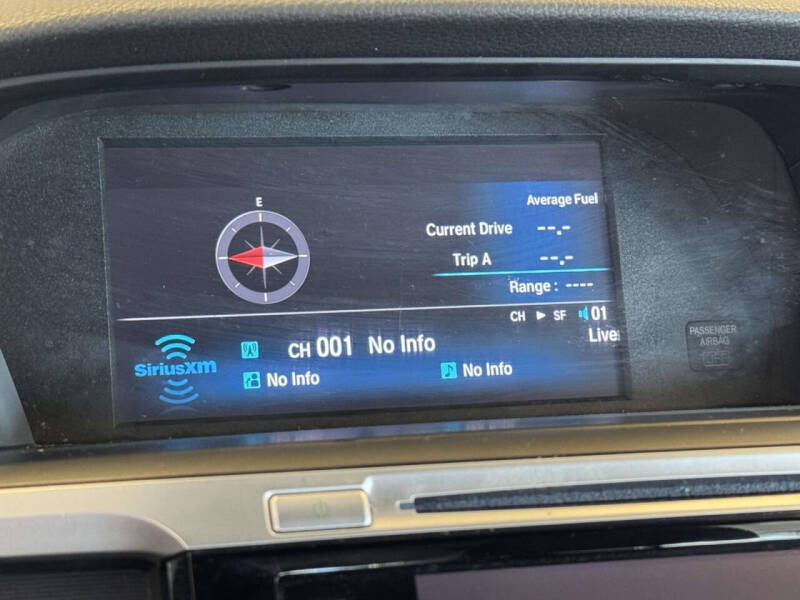 E
Average Fuel
Current Drive --.-
Trip A --.-
Range : ----
CH ▶ SF 01
Live
SiriusXM
CH 001 No Info
No Info
No Info
PASSENGER
AIRBAG